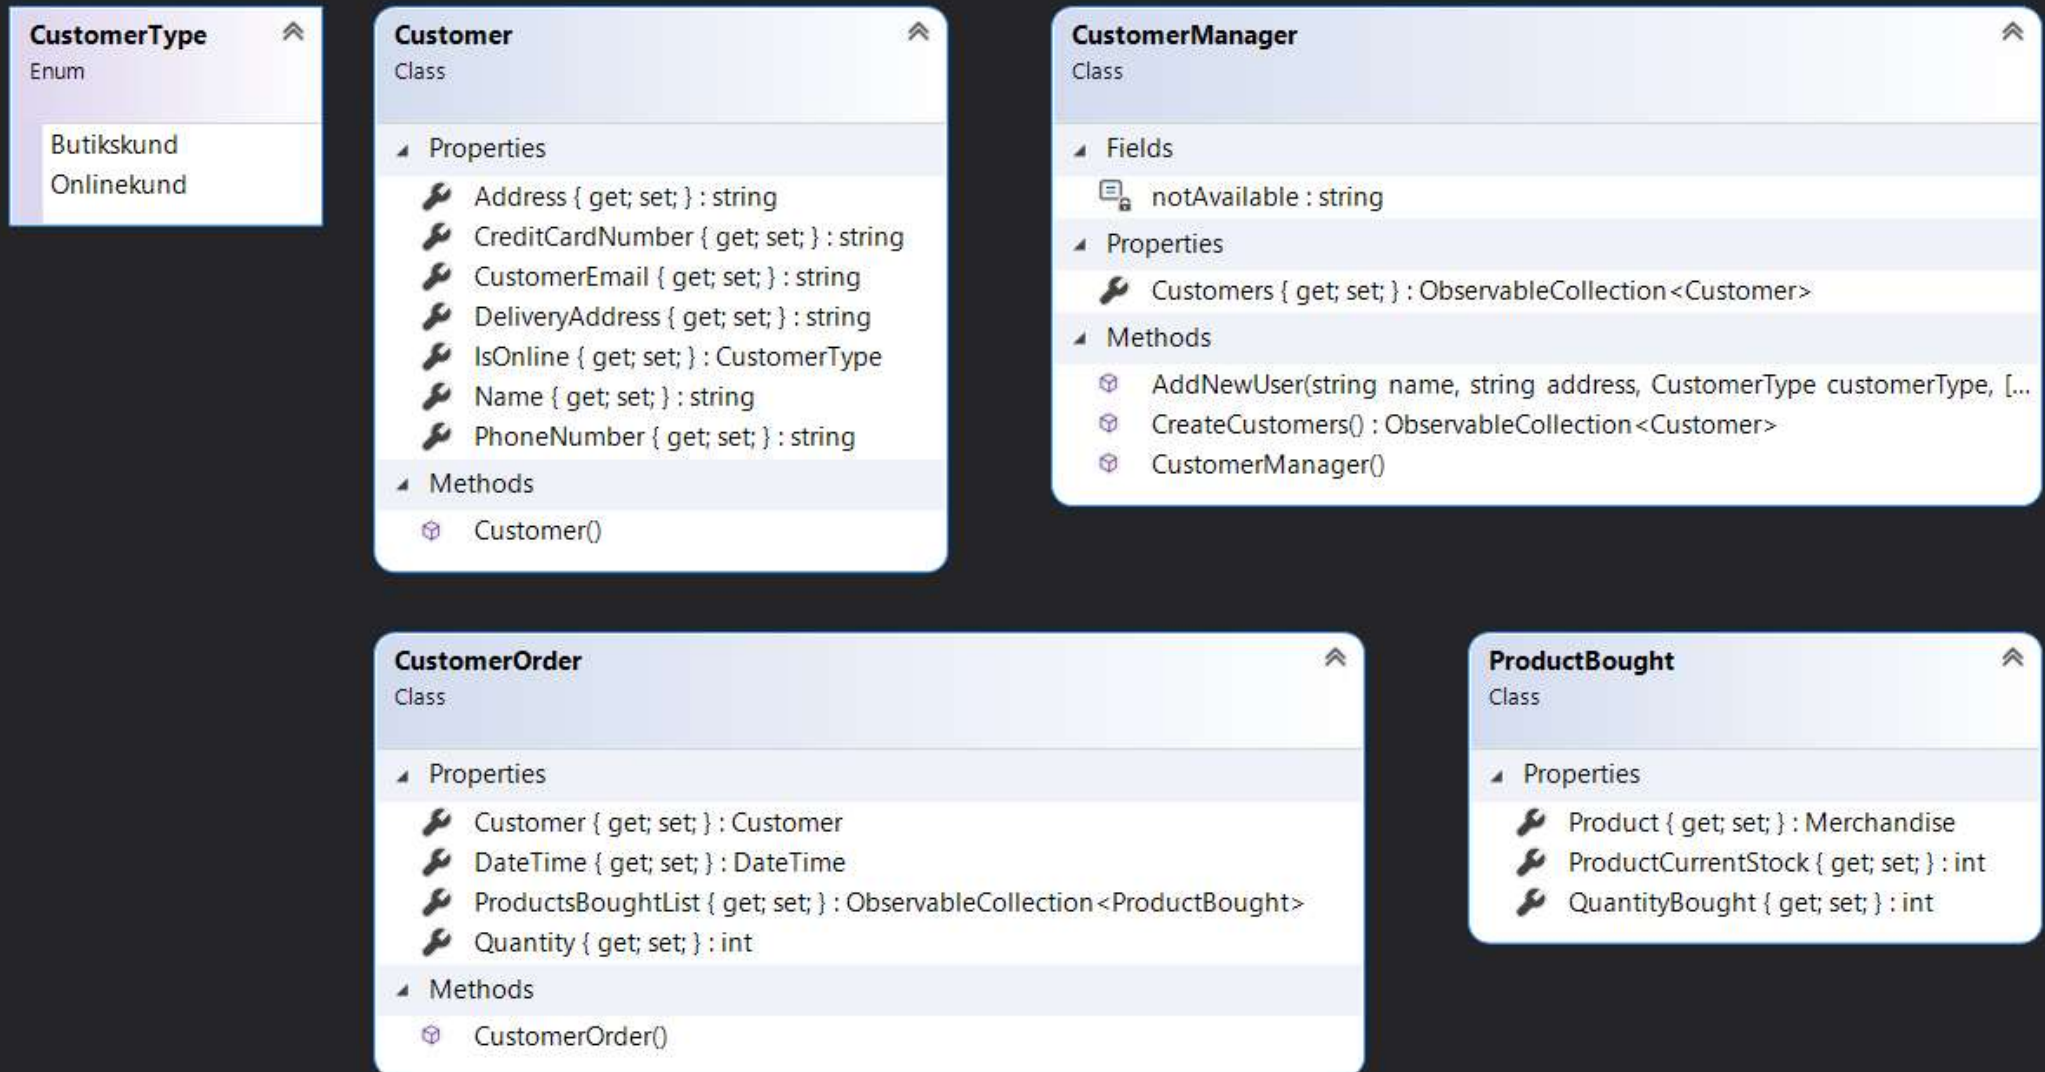 CustomerType
Enum
Butikskund
Onlinekund
Customer
Class
Properties
Address { get; set; } : string
CreditCardNumber { get; set; } : string
CustomerEmail { get; set; } : string
DeliveryAddress { get; set; } : string
IsOnline { get; set; } : CustomerType
Name { get; set; } : string
PhoneNumber { get; set; } : string
Methods
Customer()
CustomerManager
Class
Fields
notAvailable : string
Properties
Customers { get; set; } : ObservableCollection<Customer>
Methods
AddNewUser(string name, string address, CustomerType customerType, [...
CreateCustomers() : ObservableCollection<Customer>
CustomerManager()
CustomerOrder
Class
Properties
Customer { get; set; } : Customer
DateTime { get; set; } : DateTime
ProductsBoughtList { get; set; } : ObservableCollection<ProductBought>
Quantity { get; set; } : int
Methods
CustomerOrder()
ProductBought
Class
Properties
Product { get; set; } : Merchandise
ProductCurrentStock { get; set; } : int
QuantityBought { get; set; } : int